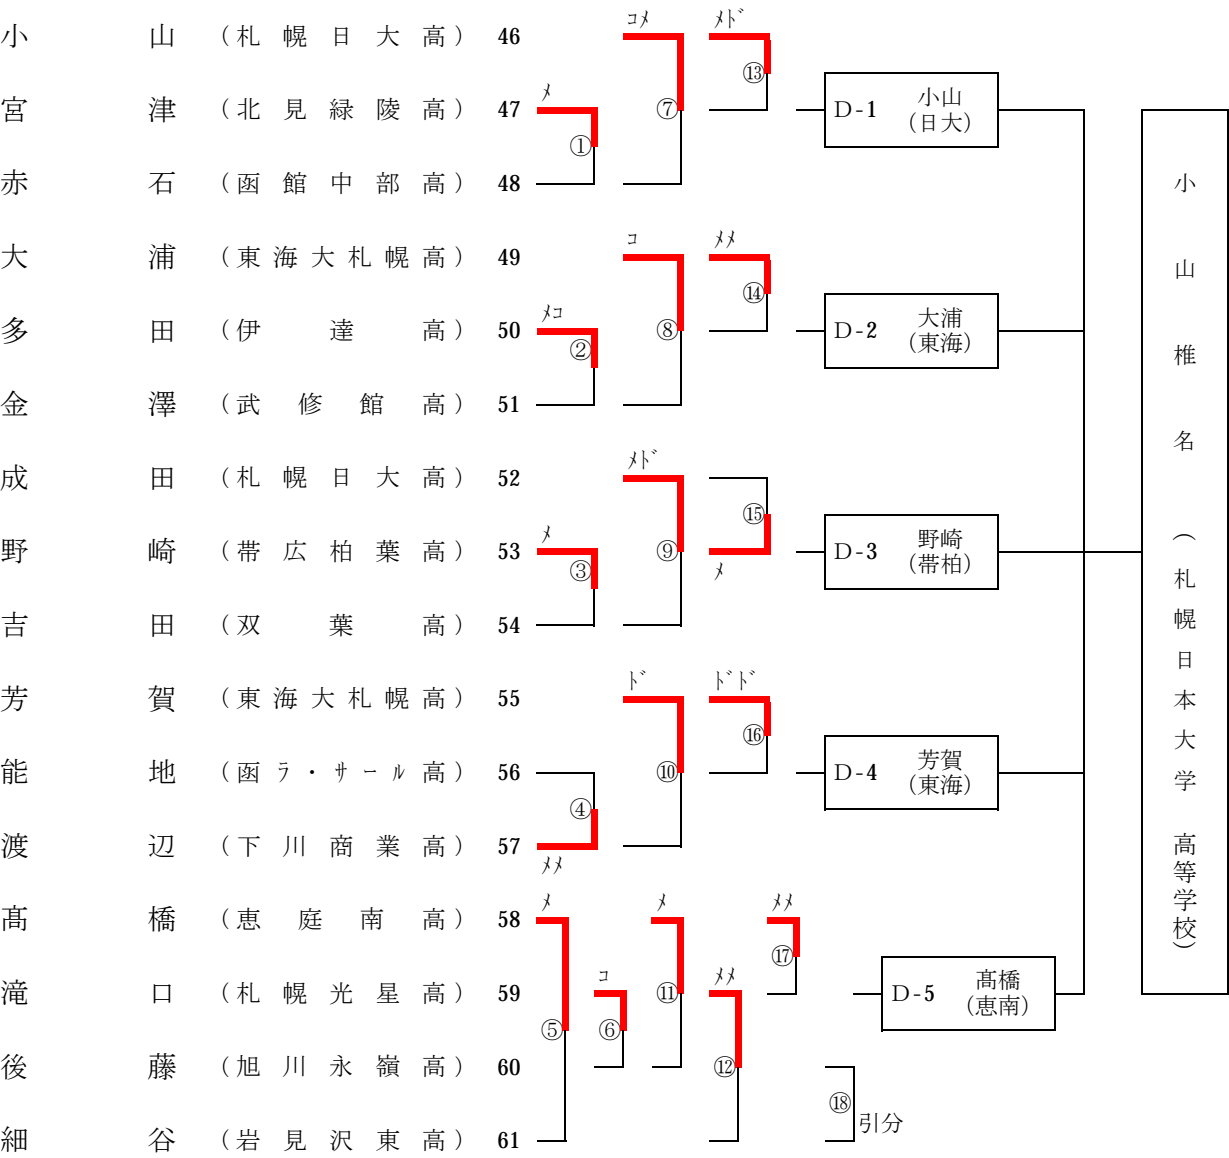 コメ メド
小 山 (札 幌 日 大 高) 46
⑬
小山
D-1
(日大)
メ
宮 津 (北 見 緑 陵 高) 47
⑦
①
赤 石 (函 館 中 部 高) 48
コ メメ
大 浦 (東 海 大 札 幌 高) 49
⑭
大浦
D-2
(東海)
メコ
多 田 (伊 達 高) 50
⑧
②
金 澤 (武 修 館 高) 51
メド
成 田 (札 幌 日 大 高) 52
⑮
野崎
D-3
(帯柏)
メ
野 崎 (帯 広 柏 葉 高) 53
⑨
③
メ
吉 田 (双 葉 高) 54
ド ドド
芳 賀 (東 海 大 札 幌 高) 55
⑯
芳賀
D-4
(東海)
能 地 (函 ラ ・ サ ー ル 高) 56
⑩
④
渡 辺 (下 川 商 業 高) 57
メメ
メ メ メメ
髙 橋 (恵 庭 南 高) 58
⑰
髙橋
D-5
(恵南)
コ メメ
滝 口 (札 幌 光 星 高) 59
⑪
⑤ ⑥
後 藤 (旭 川 永 嶺 高) 60
⑫
⑱
引分
細 谷 (岩 見 沢 東 高) 61
小 山 椎 名 (札 幌 日 本 大 学 高等学校)